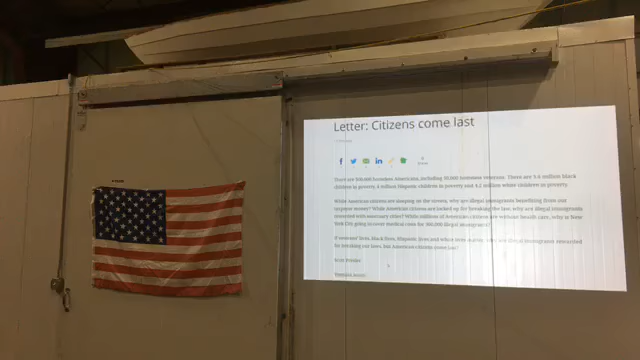 Letter: Citizens come last
There are 500,000 homeless Americans, including 50,000 homeless veterans. There are 3.6 million black
children in poverty, 4 million Hispanic children in poverty and 4.2 million white children in poverty.
While American citizens are sleeping on the streets, why are illegal immigrants benefiting from our
taxpayer money? While American citizens are locked up for breaking the law, why are illegal immigrants
rewarded with sanctuary cities? While millions of American citizens are without health care, why is New
York City going to cover medical costs for 300,000 illegal immigrants?
If veterans' lives, black lives, Hispanic lives and white lives matter, why are illegal immigrants rewarded
for breaking our laws, but American citizens come last?